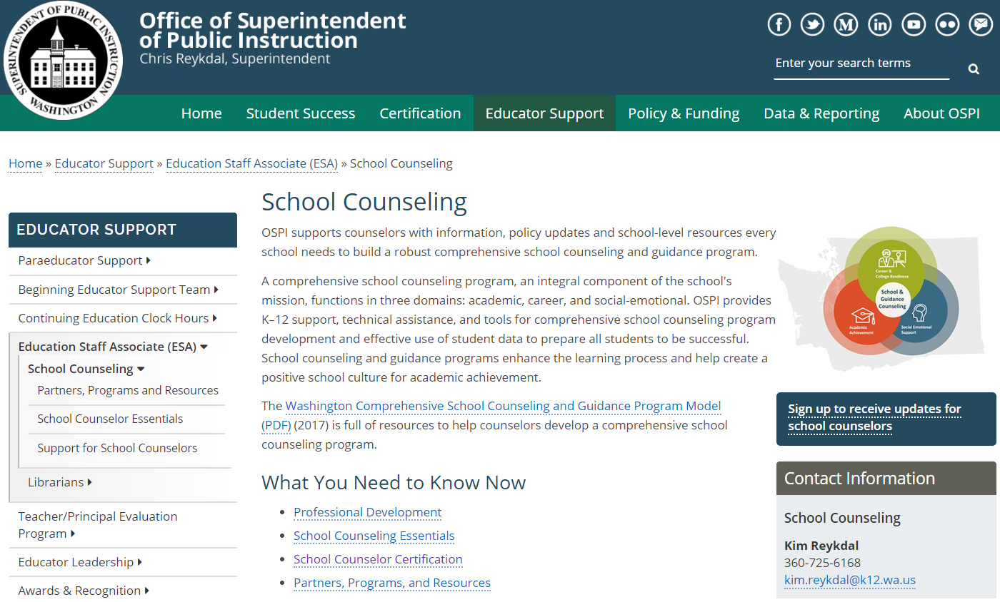 SUPERINTENDENT OF PUBLIC INSTRUCTION
WASHINGTON
Office of Superintendent
of Public Instruction
Chris Reykdal, Superintendent
Enter your search terms
Home Student Success Certification Educator Support Policy & Funding Data & Reporting About OSPI
Home » Educator Support » Education Staff Associate (ESA) » School Counseling
EDUCATOR SUPPORT
Paraeducator Support
Beginning Educator Support Team
Continuing Education Clock Hours
Education Staff Associate (ESA)
School Counseling
Partners, Programs and Resources
School Counselor Essentials
Support for School Counselors
Librarians
Teacher/Principal Evaluation
Program
Educator Leadership
Awards & Recognition
School Counseling
OSPI supports counselors with information, policy updates and school-level resources every
school needs to build a robust comprehensive school counseling and guidance program.
A comprehensive school counseling program, an integral component of the school's
mission, functions in three domains: academic, career, and social-emotional. OSPI provides
K–12 support, technical assistance, and tools for comprehensive school counseling program
development and effective use of student data to prepare all students to be successful.
School counseling and guidance programs enhance the learning process and help create a
positive school culture for academic achievement.
The Washington Comprehensive School Counseling and Guidance Program Model
(PDF) (2017) is full of resources to help counselors develop a comprehensive school
counseling program.
What You Need to Know Now
Professional Development
School Counseling Essentials
School Counselor Certification
Partners, Programs, and Resources
Career &
College Readiness
School &
Guidance
Counseling
Academic
Achievement
Social Emotional
Support
Sign up to receive updates for
school counselors
Contact Information
School Counseling
Kim Reykdal
360-725-6168
kim.reykdal@k12.wa.us